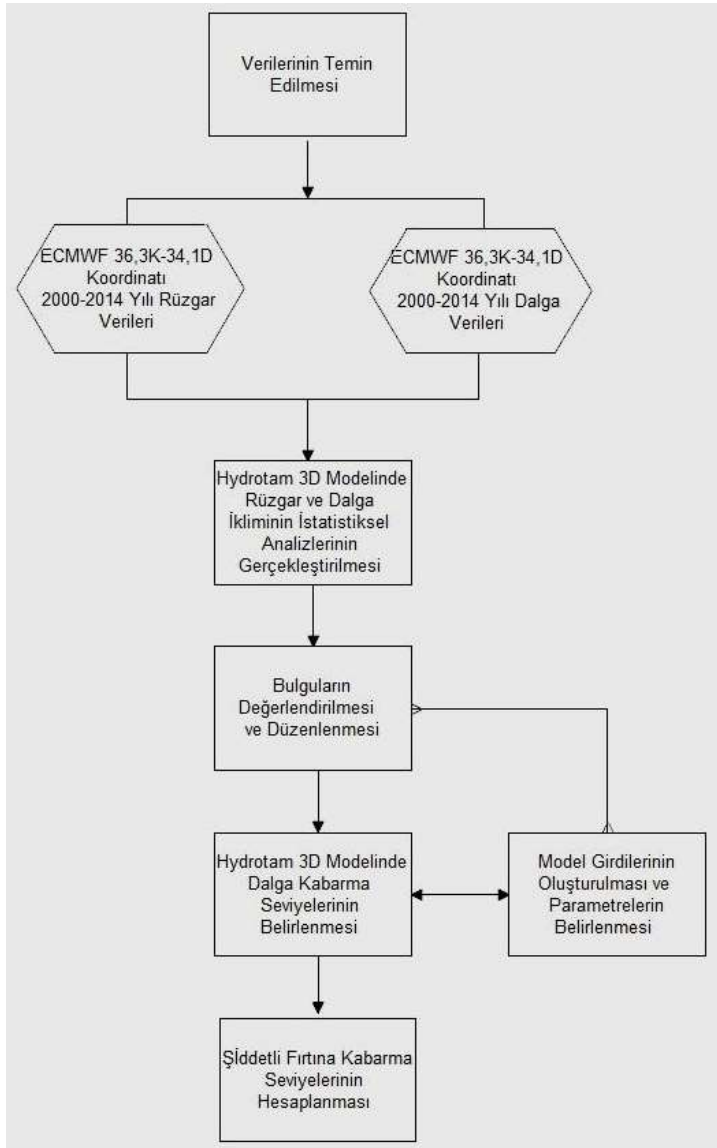 Verilerinin Temin
Edilmesi
ECMWF 36,3K-34,1D
Koordinatı
2000-2014 Yılı Rüzgar
Verileri
ECMWF 36,3K-34,1D
Koordinatı
2000-2014 Yılı Dalga
Verileri
Hydrotam 3D Modelinde
Rüzgar ve Dalga
İkliminin İstatistiksel
Analizlerinin
Gerçekleştirilmesi
Bulguların
Değerlendirilmesi
ve Düzenlenmesi
Hydrotam 3D Modelinde
Dalga Kabarma
Seviyelerinin
Belirlenmesi
Model Girdilerinin
Oluşturulması ve
Parametrelerin
Belirlenmesi
Şİddetli Fırtına Kabarma
Seviyelerinin
Hesaplanması